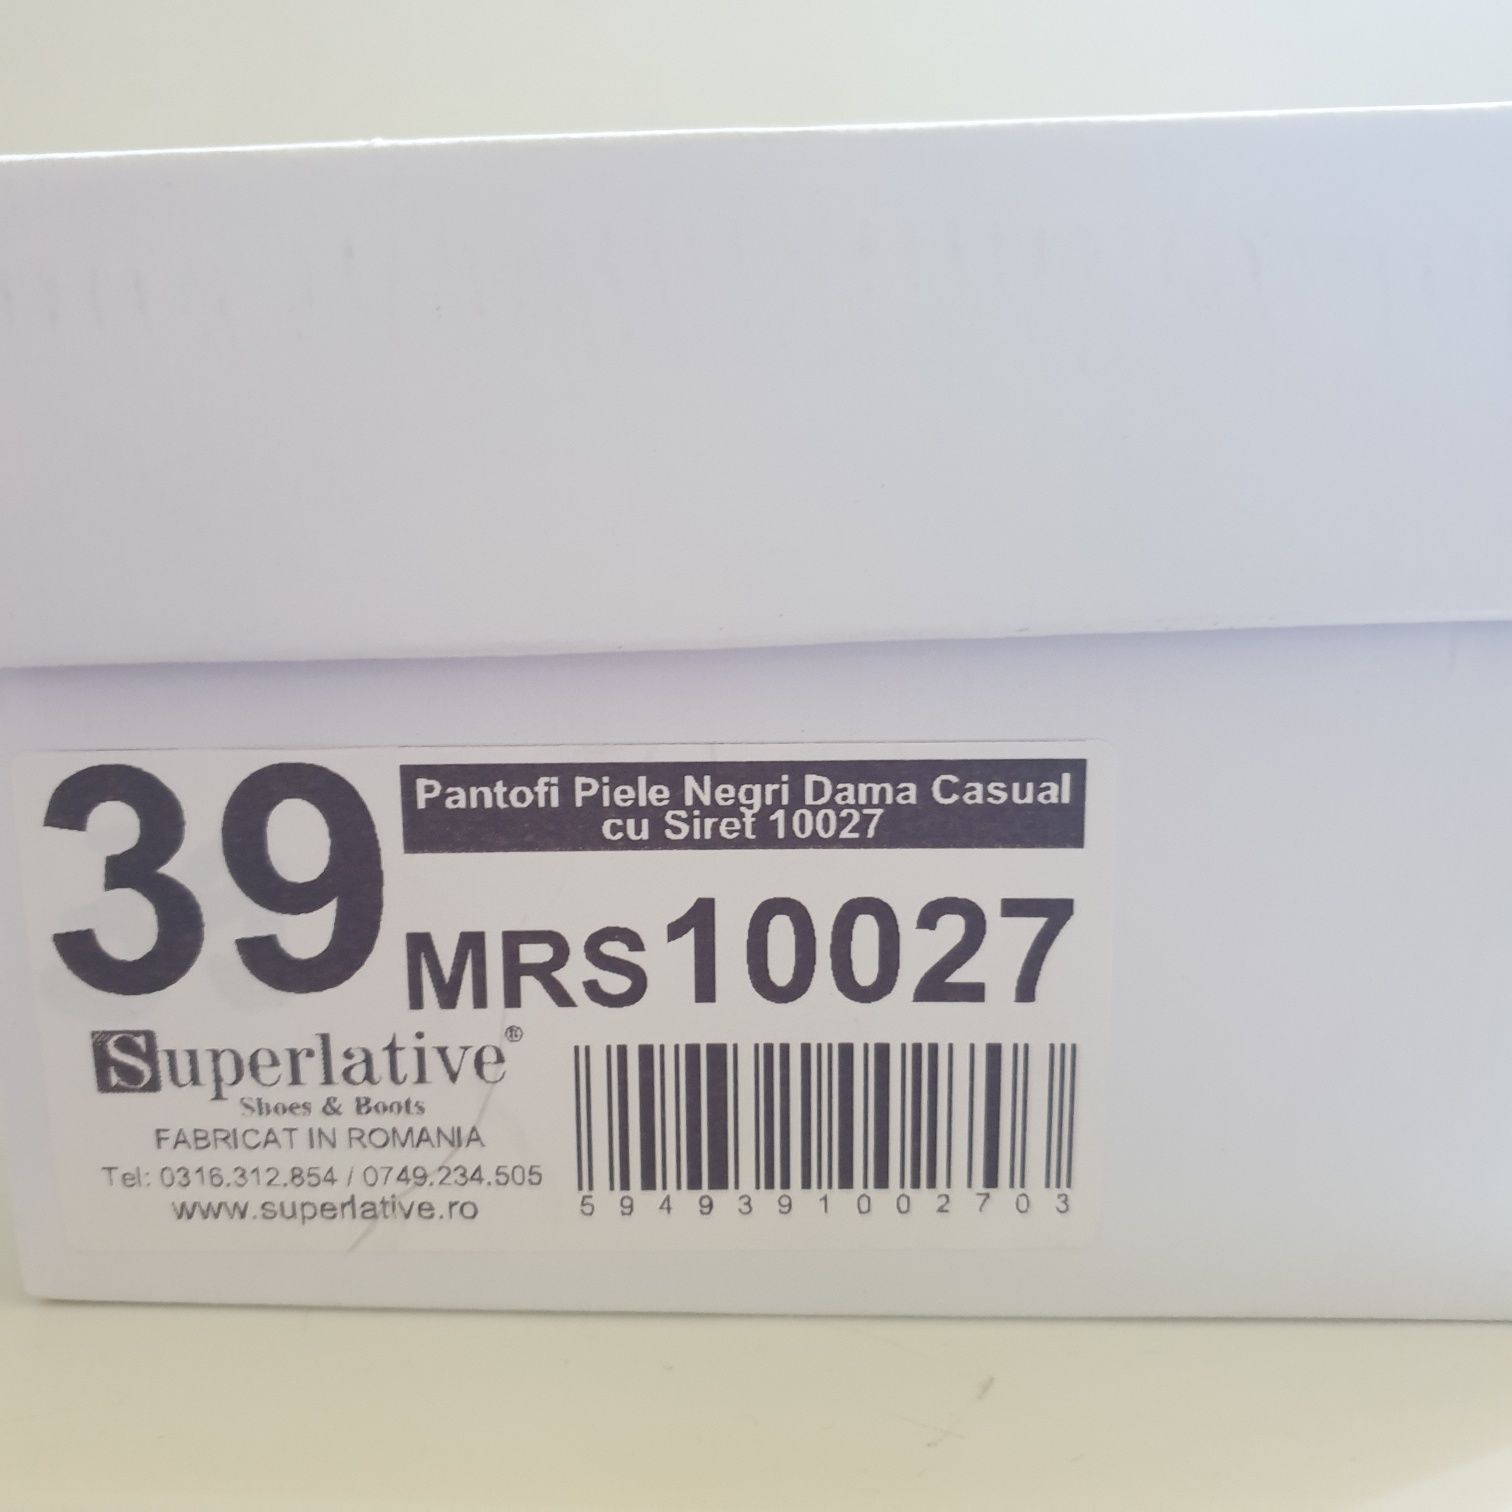 39
Pantofi Piele Negri Dama Casual
cu Siret 10027
MRS10027
Superlative®
Shoes & Boots
FABRICAT IN ROMANIA
Tel: 0316.312.854 / 0749.234.505
www.superlative.ro
5949391002703